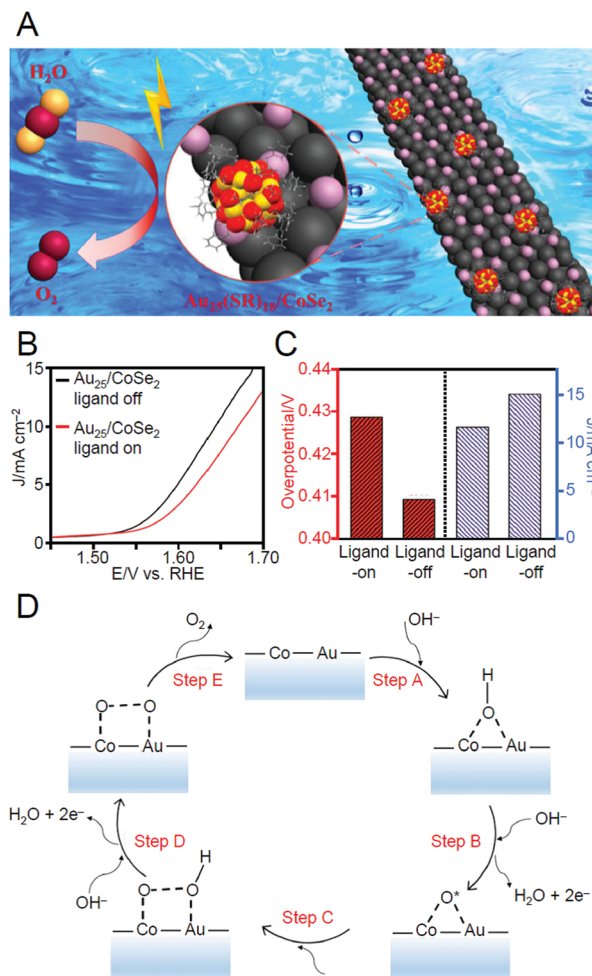 A
H₂O
O₂
Au₂₅(SR)₁₈/CoSe₂
B
J/mA cm⁻²
15
10
5
0
Au₂₅/CoSe₂
ligand off
Au₂₅/CoSe₂
ligand on
1.50
1.60
1.70
E/V vs. RHE
C
Overpotential/V
0.44
0.43
0.42
0.41
0.40
15
10
5
0
Ligand
-on
Ligand
-off
Ligand
-on
Ligand
-off
D
O₂
OH⁻
Co
Au
Step E
Step A
O
O
Co
Au
H
O
Co
Au
H₂O + 2e⁻
Step D
Step B
OH⁻
H₂O + 2e⁻
OH⁻
H
O
OH
Co
Au
Step C
O*
Co
Au